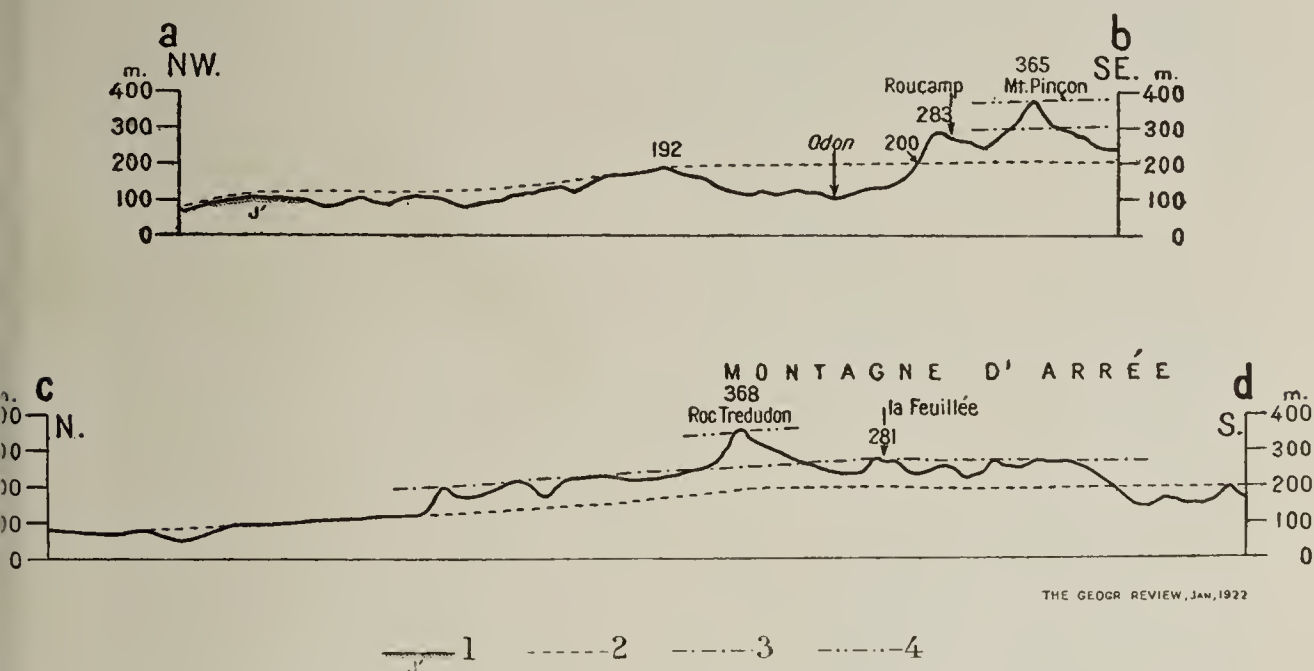 a b
m. NW. 365 SE. m.
400 Roucamp Mt. Pinçon 400
300 283 300
200 192 Odon 200 200
100 J' 100
0 0
MONTAGNE D' ARRÉE
c 368 d m.
N. Roc Tredudon la Feuillée S. 400
281 300
200
100
0 0
THE GEOGR REVIEW, JAN, 1922
J' 1 2 3 4